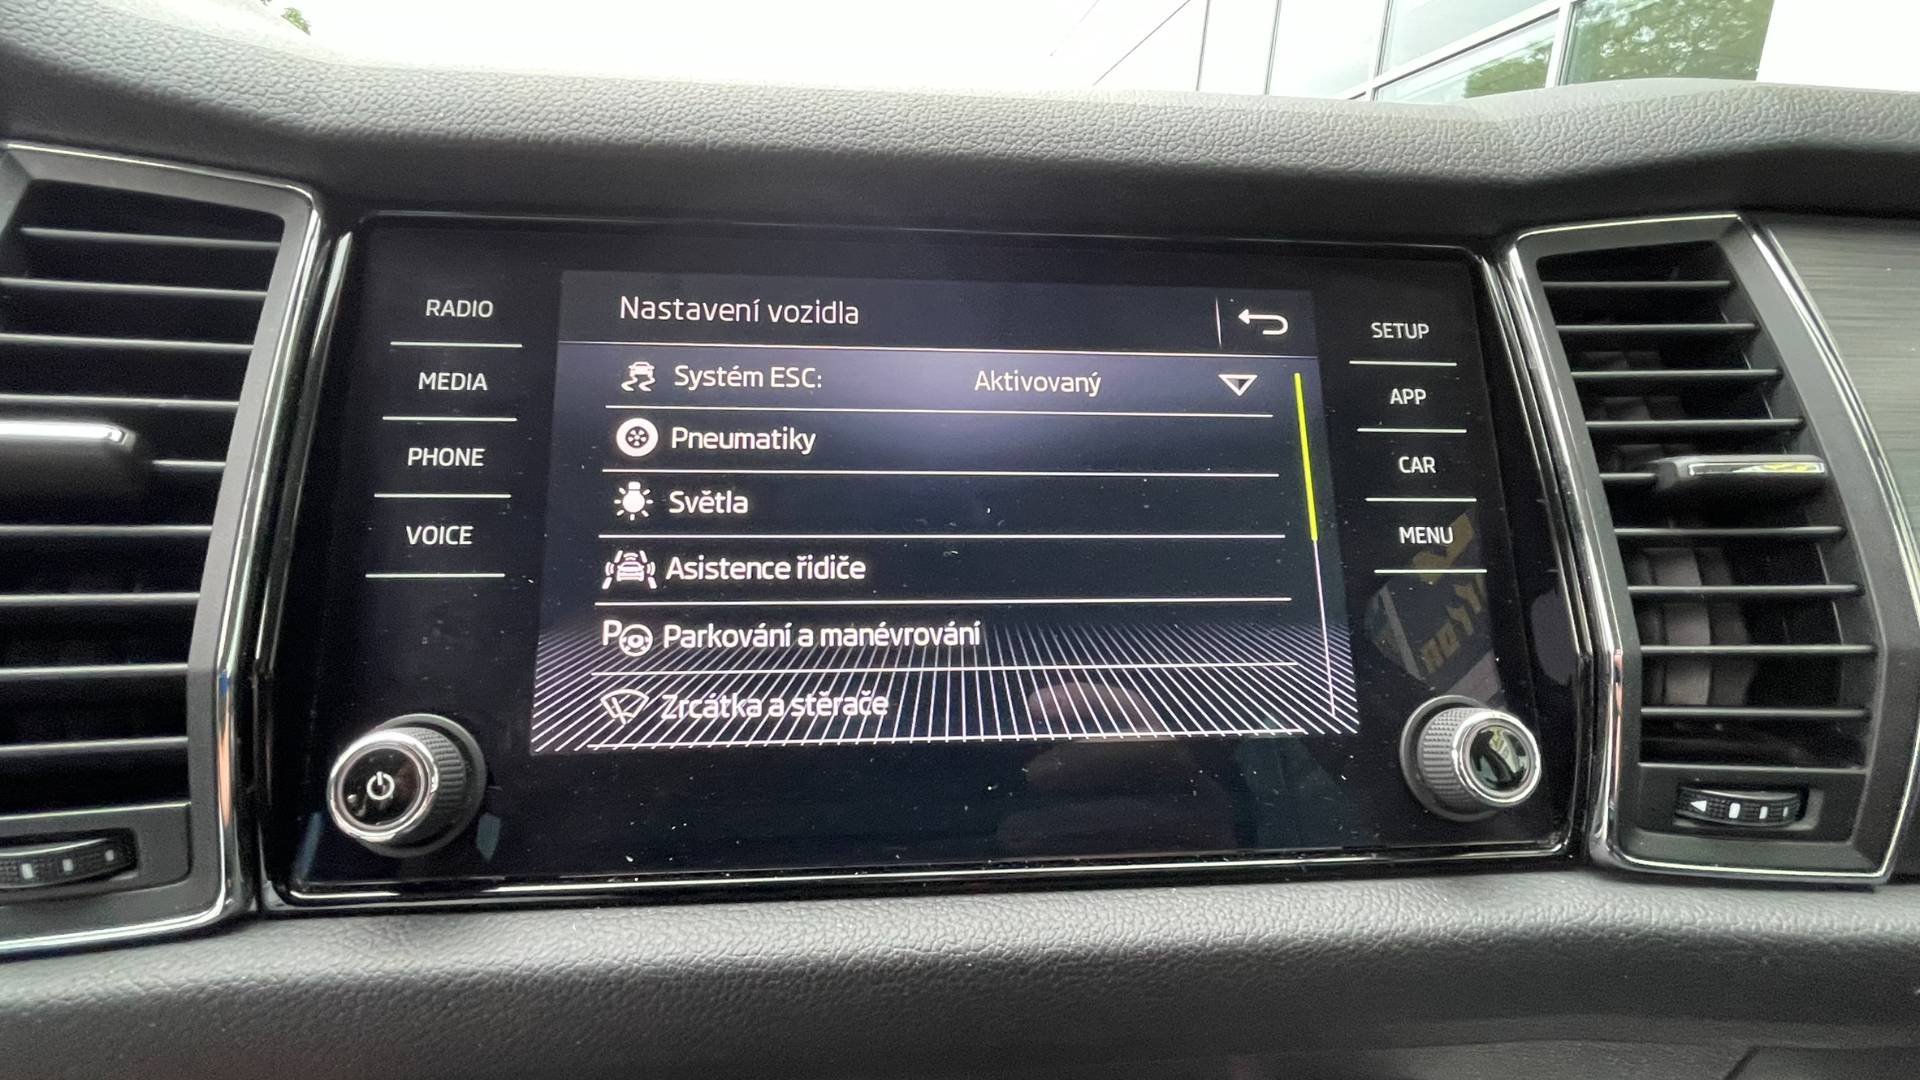 RADIO
MEDIA
PHONE
VOICE
Nastavení vozidla
Systém ESC: Aktivovaný
Pneumatiky
Světla
Asistence řidiče
Parkování a manévrování
Zrcátka a stěrače
SETUP
APP
CAR
MENU